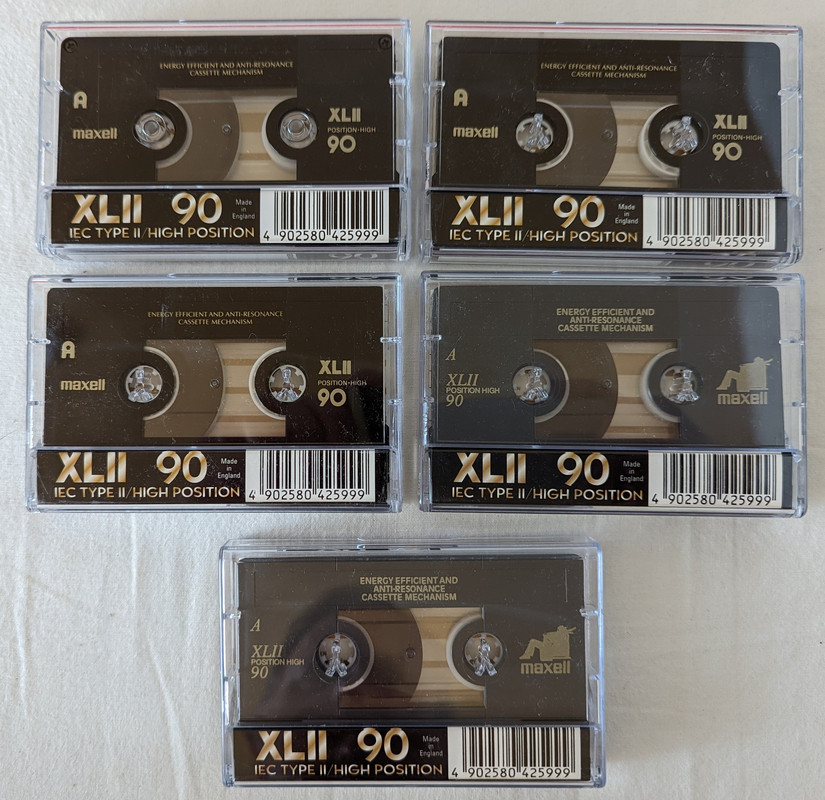 ENERGY EFFICIENT AND ANTI-RESONANCE
CASSETTE MECHANISM
A
maxell
XLII
POSITION·HIGH
90
XLII 90
Made
in
England
IEC TYPE II/HIGH POSITION
4 902580 425999
ENERGY EFFICIENT AND ANTI-RESONANCE
CASSETTE MECHANISM
A
maxell
XLII
POSITION·HIGH
90
XLII 90
Made
in
England
IEC TYPE II/HIGH POSITION
4 902580 425999
ENERGY EFFICIENT AND ANTI-RESONANCE
CASSETTE MECHANISM
A
maxell
XLII
POSITION·HIGH
90
XLII 90
Made
in
England
IEC TYPE II/HIGH POSITION
4 902580 425999
ENERGY EFFICIENT AND
ANTI-RESONANCE
CASSETTE MECHANISM
A
XLII
POSITION HIGH
90
maxell
XLII 90
Made
in
England
IEC TYPE II/HIGH POSITION
4 902580 425999
ENERGY EFFICIENT AND
ANTI-RESONANCE
CASSETTE MECHANISM
A
XLII
POSITION HIGH
90
maxell
XLII 90
Made
in
England
IEC TYPE II/HIGH POSITION
4 902580 425999